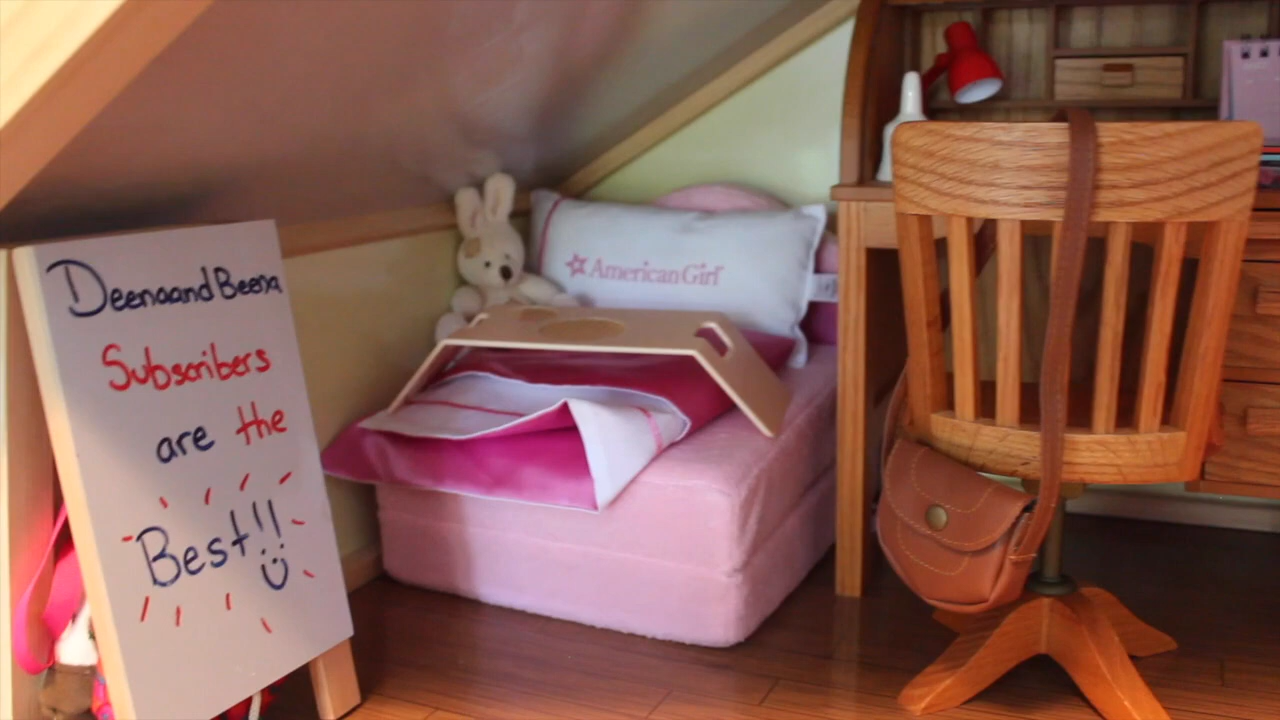 DeenaandBeena
Subscribers
are the
Best!!
American Girl